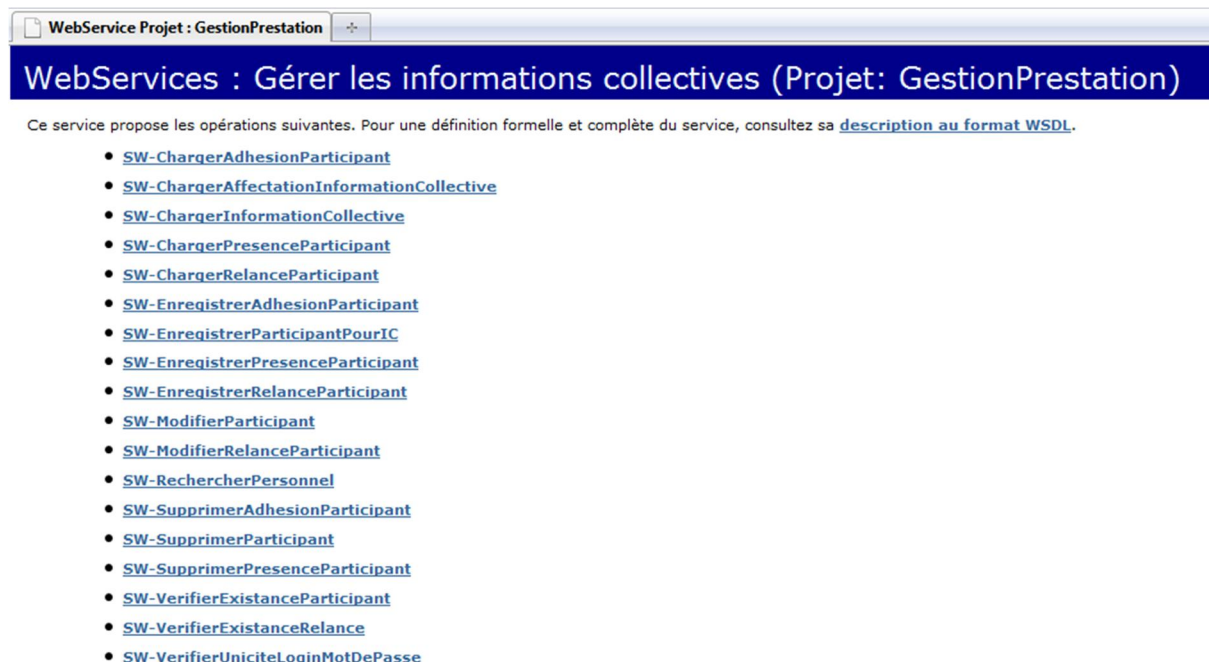 WebService Projet : GestionPrestation
WebServices : Gérer les informations collectives (Projet: GestionPrestation)
Ce service propose les opérations suivantes. Pour une définition formelle et complète du service, consultez sa description au format WSDL.
SW-ChargerAdhesionParticipant
SW-ChargerAffectationInformationCollective
SW-ChargerInformationCollective
SW-ChargerPresenceParticipant
SW-ChargerRelanceParticipant
SW-EnregistrerAdhesionParticipant
SW-EnregistrerParticipantPourIC
SW-EnregistrerPresenceParticipant
SW-EnregistrerRelanceParticipant
SW-ModifierParticipant
SW-ModifierRelanceParticipant
SW-RechercherPersonnel
SW-SupprimerAdhesionParticipant
SW-SupprimerParticipant
SW-SupprimerPresenceParticipant
SW-VerifierExistanceParticipant
SW-VerifierExistanceRelance
SW-VerifierUniciteLoginMotDePasse